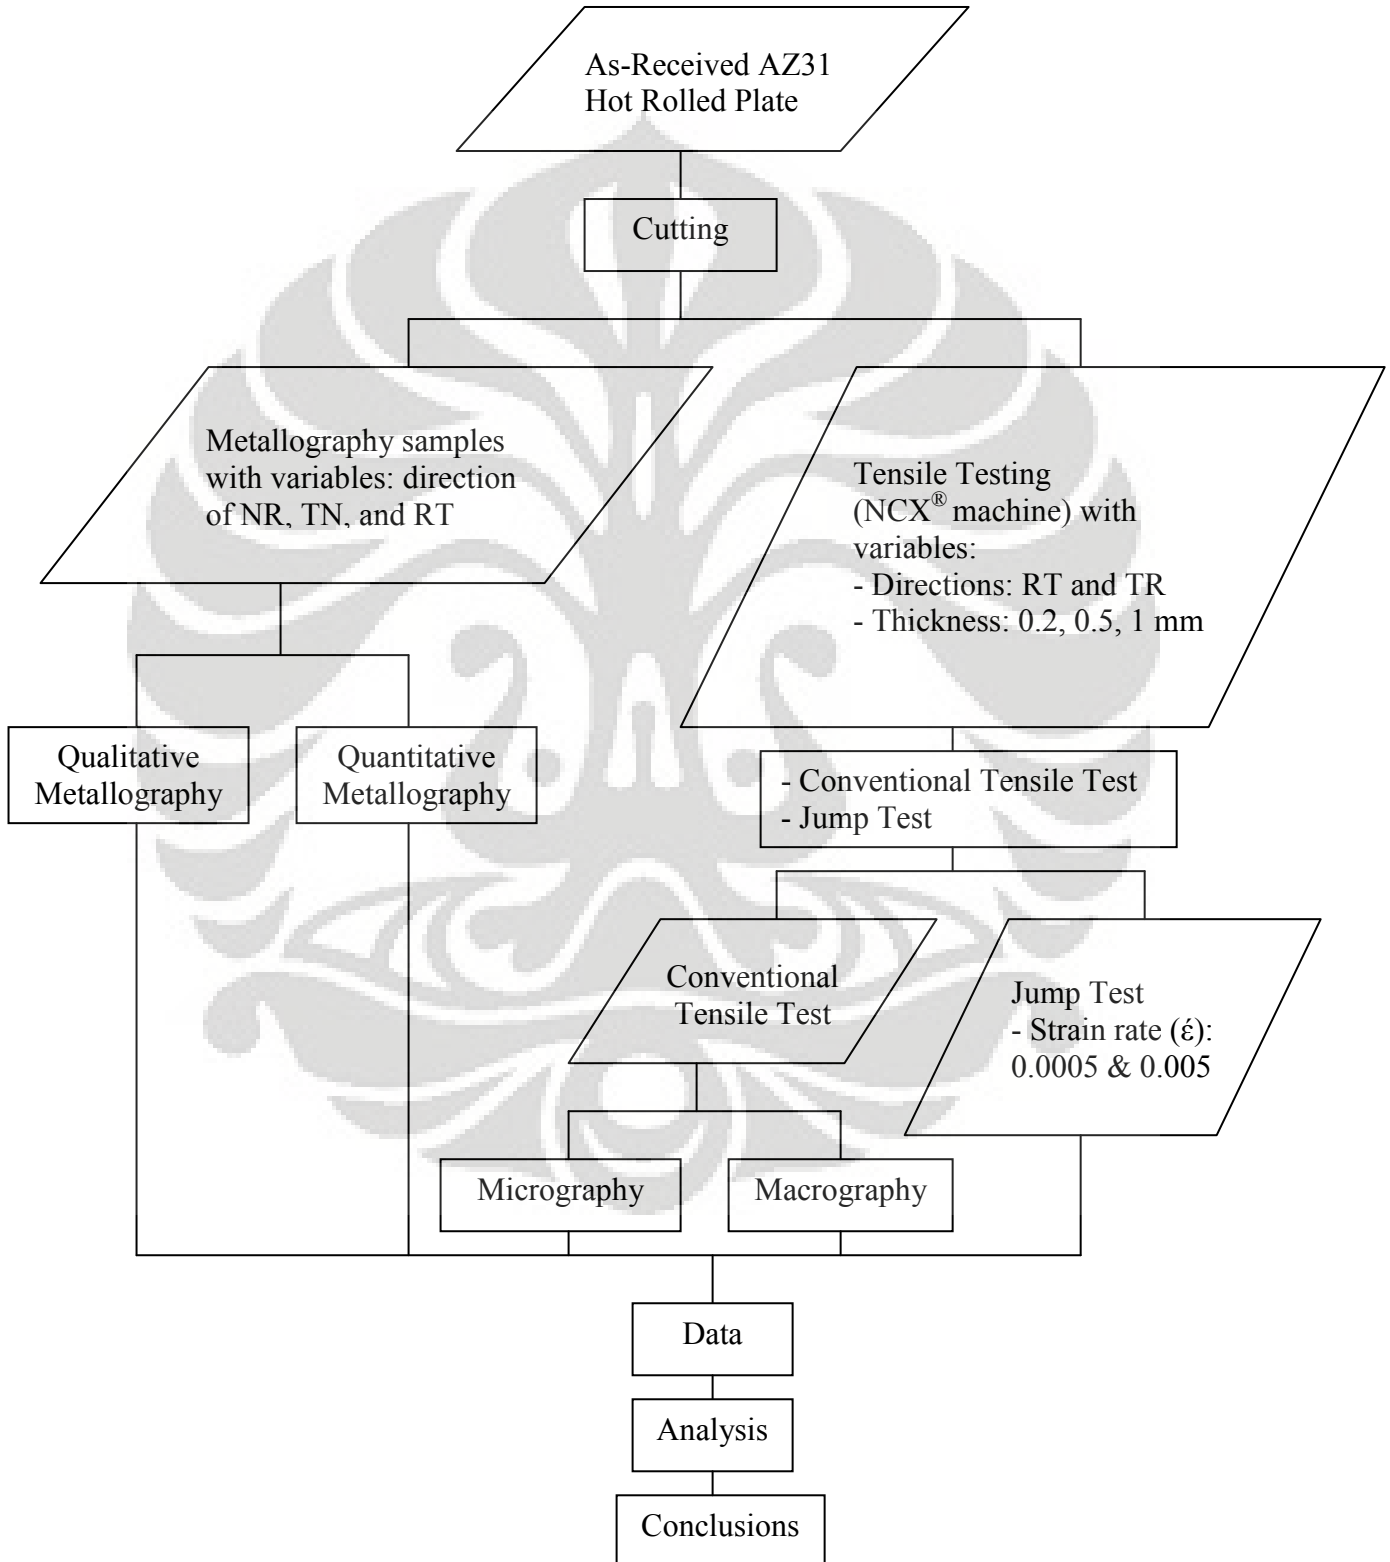 As-Received AZ31
Hot Rolled Plate
Cutting
Metallography samples
with variables: direction
of NR, TN, and RT
Tensile Testing
(NCX® machine) with
variables:
- Directions: RT and TR
- Thickness: 0.2, 0.5, 1 mm
Qualitative
Metallography
Quantitative
Metallography
- Conventional Tensile Test
- Jump Test
Conventional
Tensile Test
Jump Test
- Strain rate (έ):
0.0005 & 0.005
Micrography
Macrography
Data
Analysis
Conclusions